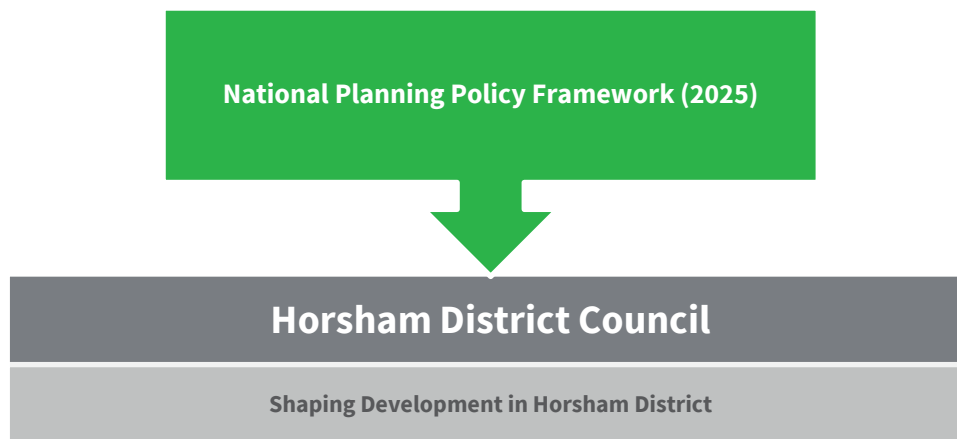 National Planning Policy Framework (2025)
Horsham District Council
Shaping Development in Horsham District